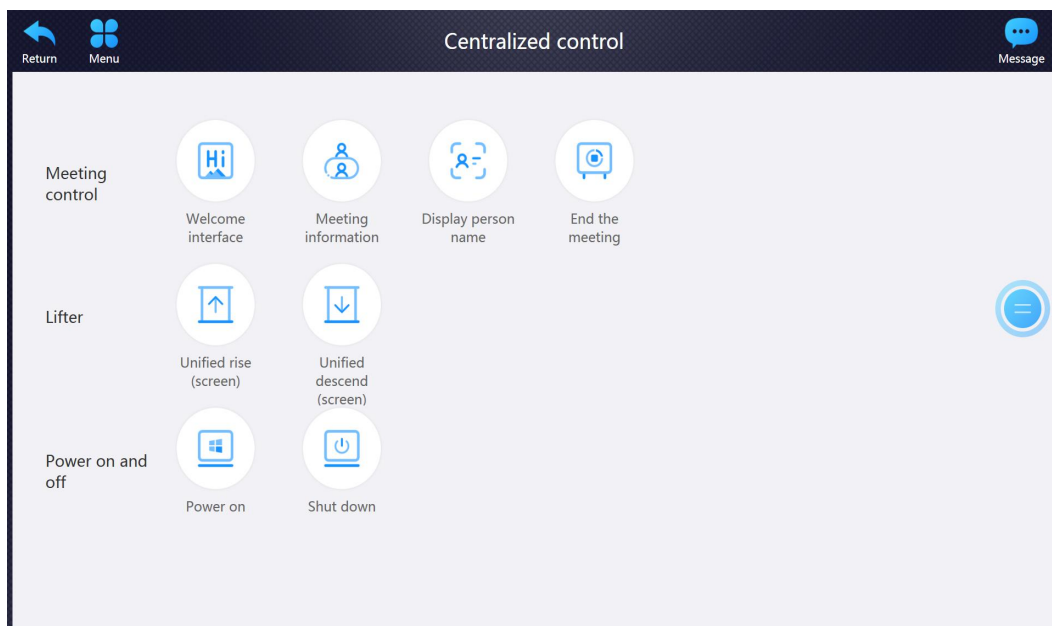 Return
Menu
Centralized control
Message
Meeting
control
Hi
Welcome
interface
Meeting
information
Display person
name
End the
meeting
Lifter
Unified rise
(screen)
Unified
descend
(screen)
Power on and
off
Power on
Shut down